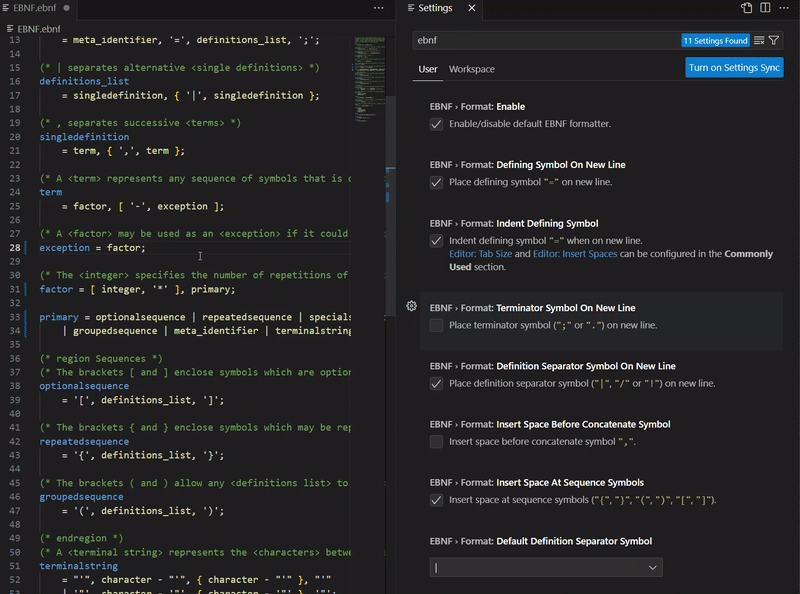 EBNF.ebnf
EBNF.ebnf
13 = meta_identifier, '=', definitions_list, ';';
14
15 (* | separates alternative <single definitions> *)
16 definitions_list
17 = singledefinition, { '|', singledefinition };
18
19 (* , separates successive <terms> *)
20 singledefinition
21 = term, { ',', term };
22
23 (* A <term> represents any sequence of symbols that is
24 term
25 = factor, [ '-', exception ];
26
27 (* A <factor> may be used as an <exception> if it could
28 exception = factor;
29
30 (* The <integer> specifies the number of repetitions of
31 factor = [ integer, '*' ], primary;
32
33 primary = optionalsequence | repeatedsequence | specials
34 | groupedsequence | meta_identifier | terminalstring
35
36 (* region Sequences *)
37 (* The brackets [ and ] enclose symbols which are
38 optionalsequence
39 = '[', definitions_list, ']';
40
41 (* The brackets { and } enclose symbols which may be
42 repeatedsequence
43 = '{', definitions_list, '}';
44
45 (* The brackets ( and ) allow any <definitions list> to
46 groupedsequence
47 = '(', definitions_list, ')';
48
49 (* endregion *)
50 (* A <terminal string> represents the <characters>
51 terminalstring
52 = "'", character - "'", { character - "'" }, "'"
Settings
ebnf
11 Settings Found
User Workspace
Turn on Settings Sync
EBNF › Format: Enable
Enable/disable default EBNF formatter.
EBNF › Format: Defining Symbol On New Line
Place defining symbol "=" on new line.
EBNF › Format: Indent Defining Symbol
Indent defining symbol "=" when on new line.
Editor: Tab Size and Editor: Insert Spaces can be configured in the Commonly
Used section.
EBNF › Format: Terminator Symbol On New Line
Place terminator symbol (";" or ".") on new line.
EBNF › Format: Definition Separator Symbol On New Line
Place definition separator symbol ("|", "/" or "!") on new line.
EBNF › Format: Insert Space Before Concatenate Symbol
Insert space before concatenate symbol ",".
EBNF › Format: Insert Space At Sequence Symbols
Insert space at sequence symbols ("{", "}", "(", ")", "[", "]").
EBNF › Format: Default Definition Separator Symbol
|